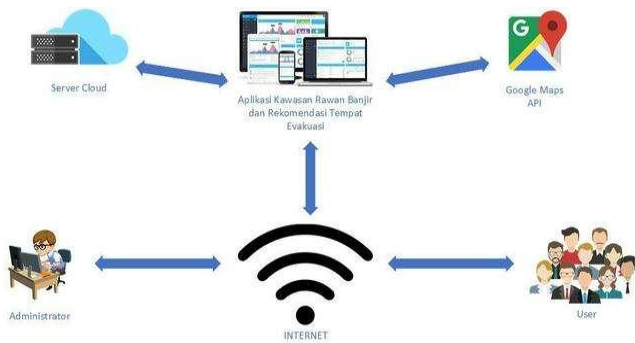 Server Cloud
Aplikasi Kawasan Rawan Banjir
dan Rekomendasi Tempat
Evakuasi
G
Google Maps
API
Administrator
INTERNET
User